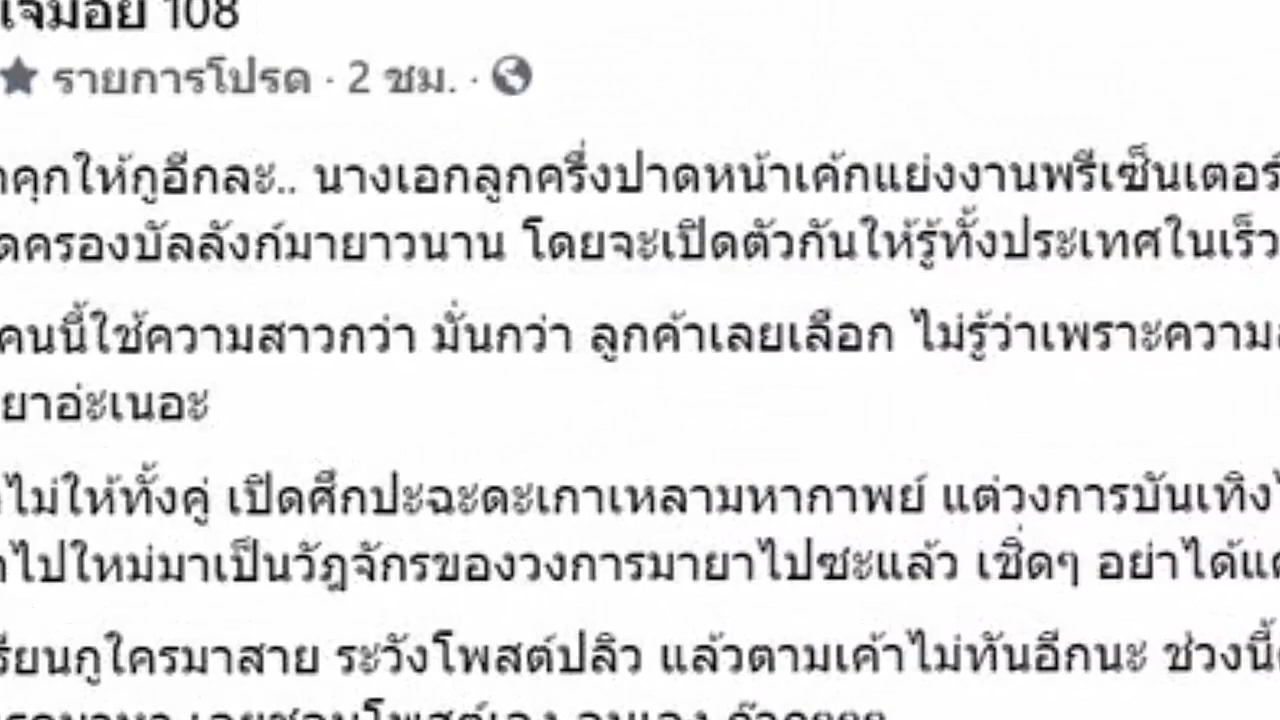 เจ๊มอย 108
รายการโปรด · 2 ชม. ·
คุกให้กูอีกละ.. นางเอกลูกครึ่งปาดหน้าเค้กแย่งงานพรีเซ็นเตอร์
ครองบัลลังก์มายาวนาน โดยจะเปิดตัวกันให้รู้ทั้งประเทศในเร็ว
คนนี้ใช้ความสาวกว่า มั่นกว่า ลูกค้าเลยเลือก ไม่รู้ว่าเพราะความ
ยาอ่ะเนอะ
ไม่ให้ทั้งคู่ เปิดศึกปะฉะดะเกาเหลามหากาพย์ แต่วงการบันเทิง
ไปใหม่มาเป็นวัฏจักรของวงการมายาไปซะแล้ว เชิ่ดๆ อย่าได้
รียนกูใครมาสาย ระวังโพสต์ปลิว แล้วตามเค้าไม่ทันอีกนะ ช่วงนี้